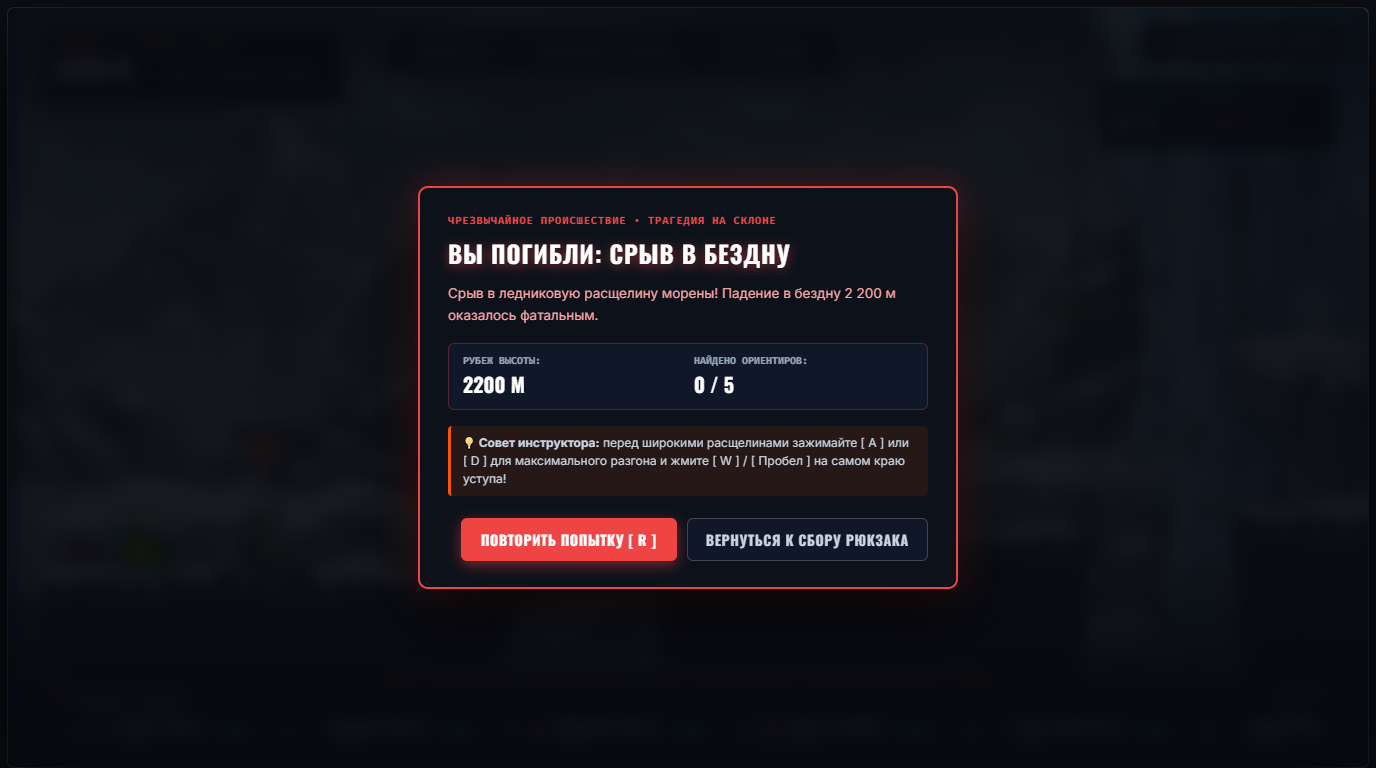 ЧРЕЗВЫЧАЙНОЕ ПРОИСШЕСТВИЕ • ТРАГЕДИЯ НА СКЛОНЕ
ВЫ ПОГИБЛИ: СРЫВ В БЕЗДНУ
Срыв в ледниковую расщелину морены! Падение в бездну 2 200 м
оказалось фатальным.
РУБЕЖ ВЫСОТЫ:
2200 М
НАЙДЕНО ОРИЕНТИРОВ:
0 / 5
Совет инструктора: перед широкими расщелинами зажимайте [ A ] или
[ D ] для максимального разгона и жмите [ W ] / [ Пробел ] на самом краю
уступа!
ПОВТОРИТЬ ПОПЫТКУ [ R ]
ВЕРНУТЬСЯ К СБОРУ РЮКЗАКА